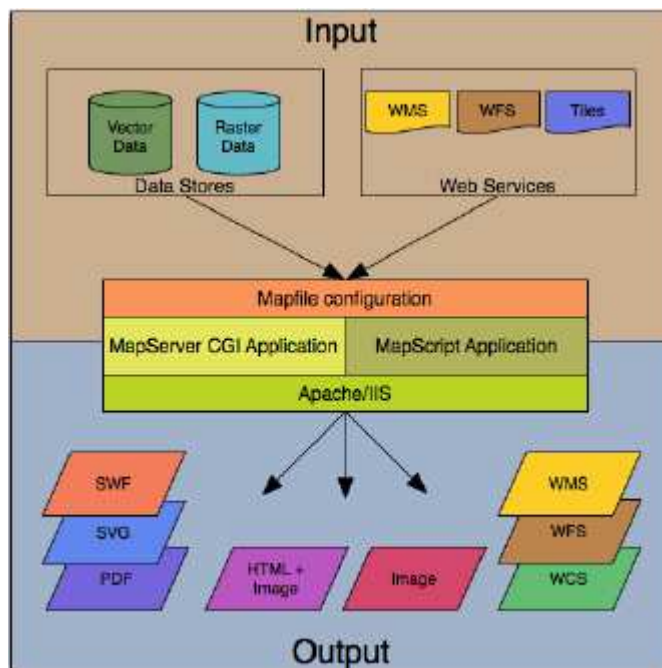 Input
Vector
Data
Raster
Data
Data Stores
WMS
WFS
Tiles
Web Services
Mapfile configuration
MapServer CGI Application
MapScript Application
Apache/IIS
SWF
SVG
PDF
HTML +
Image
Image
WMS
WFS
WCS
Output